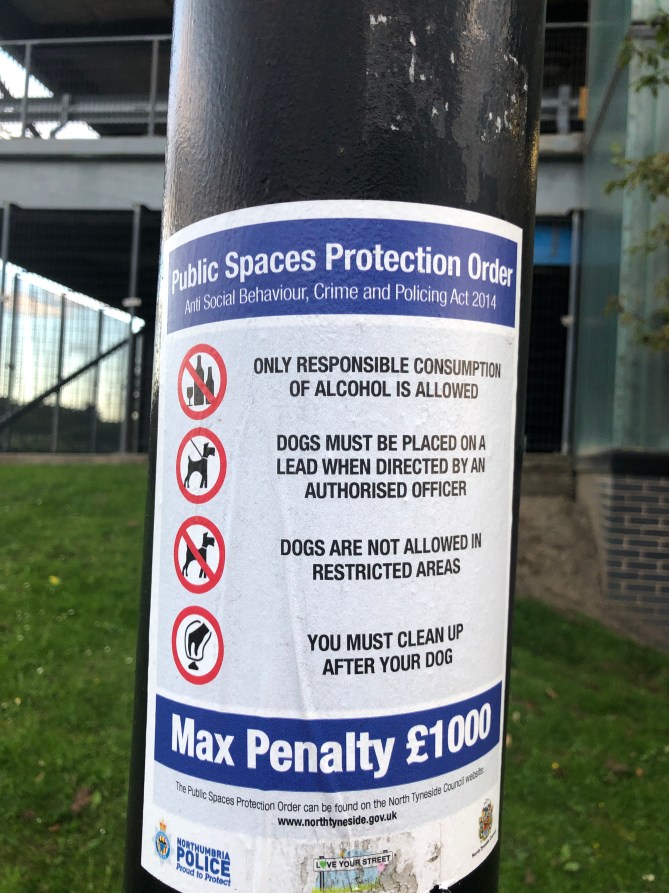 Public Spaces Protection Order
Anti Social Behaviour, Crime and Policing Act 2014
ONLY RESPONSIBLE CONSUMPTION
OF ALCOHOL IS ALLOWED
DOGS MUST BE PLACED ON A
LEAD WHEN DIRECTED BY AN
AUTHORISED OFFICER
DOGS ARE NOT ALLOWED IN
RESTRICTED AREAS
YOU MUST CLEAN UP
AFTER YOUR DOG
Max Penalty £1000
The Public Spaces Protection Order can be found on the North Tyneside Council website:
www.northtyneside.gov.uk
NORTHUMBRIA
POLICE
Proud to Protect
LOVE YOUR STREET